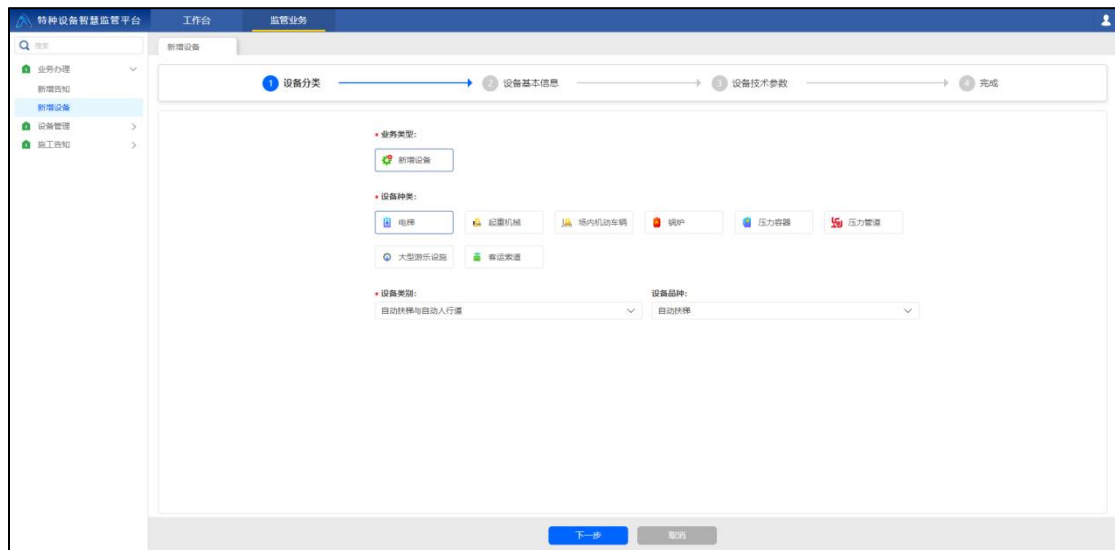 特种设备智慧监管平台 工作台 监管业务
搜索 新增设备
业务办理
新增告知
新增设备
设备管理
施工告知
1 设备分类 2 设备基本信息 3 设备技术参数 4 完成
* 业务类型:
新增设备
* 设备种类:
电梯 起重机械 场内机动车辆 锅炉 压力容器 压力管道
大型游乐设施 客运索道
* 设备类别: 设备品种:
自动扶梯与自动人行道 自动扶梯
下一步 取消